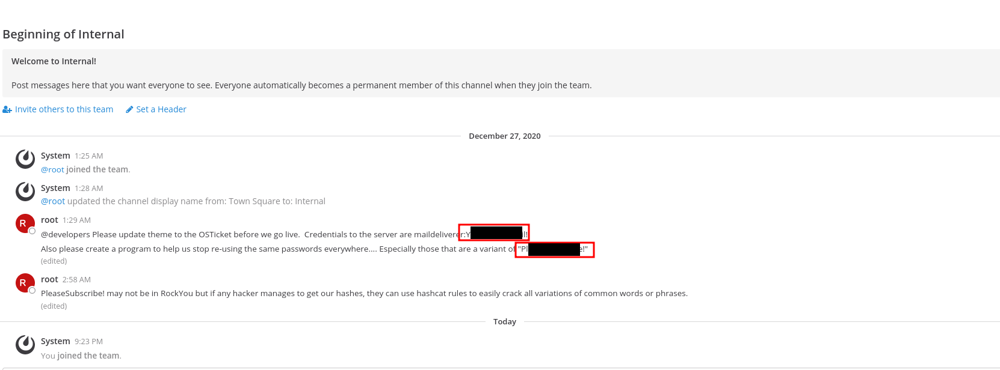 Beginning of Internal
Welcome to Internal!
Post messages here that you want everyone to see. Everyone automatically becomes a permanent member of this channel when they join the team.
Invite others to this team Set a Header
December 27, 2020
System 1:25 AM
@root joined the team.
System 1:28 AM
@root updated the channel display name from: Town Square to: Internal
R
root 1:29 AM
@developers Please update theme to the OSTicket before we go live. Credentials to the server are maildeliverer:Y il!
Also please create a program to help us stop re-using the same passwords everywhere.... Especially those that are a variant of "Pl e!"
(edited)
R
root 2:58 AM
PleaseSubscribe! may not be in RockYou but if any hacker manages to get our hashes, they can use hashcat rules to easily crack all variations of common words or phrases.
(edited)
Today
System 9:23 PM
You joined the team.